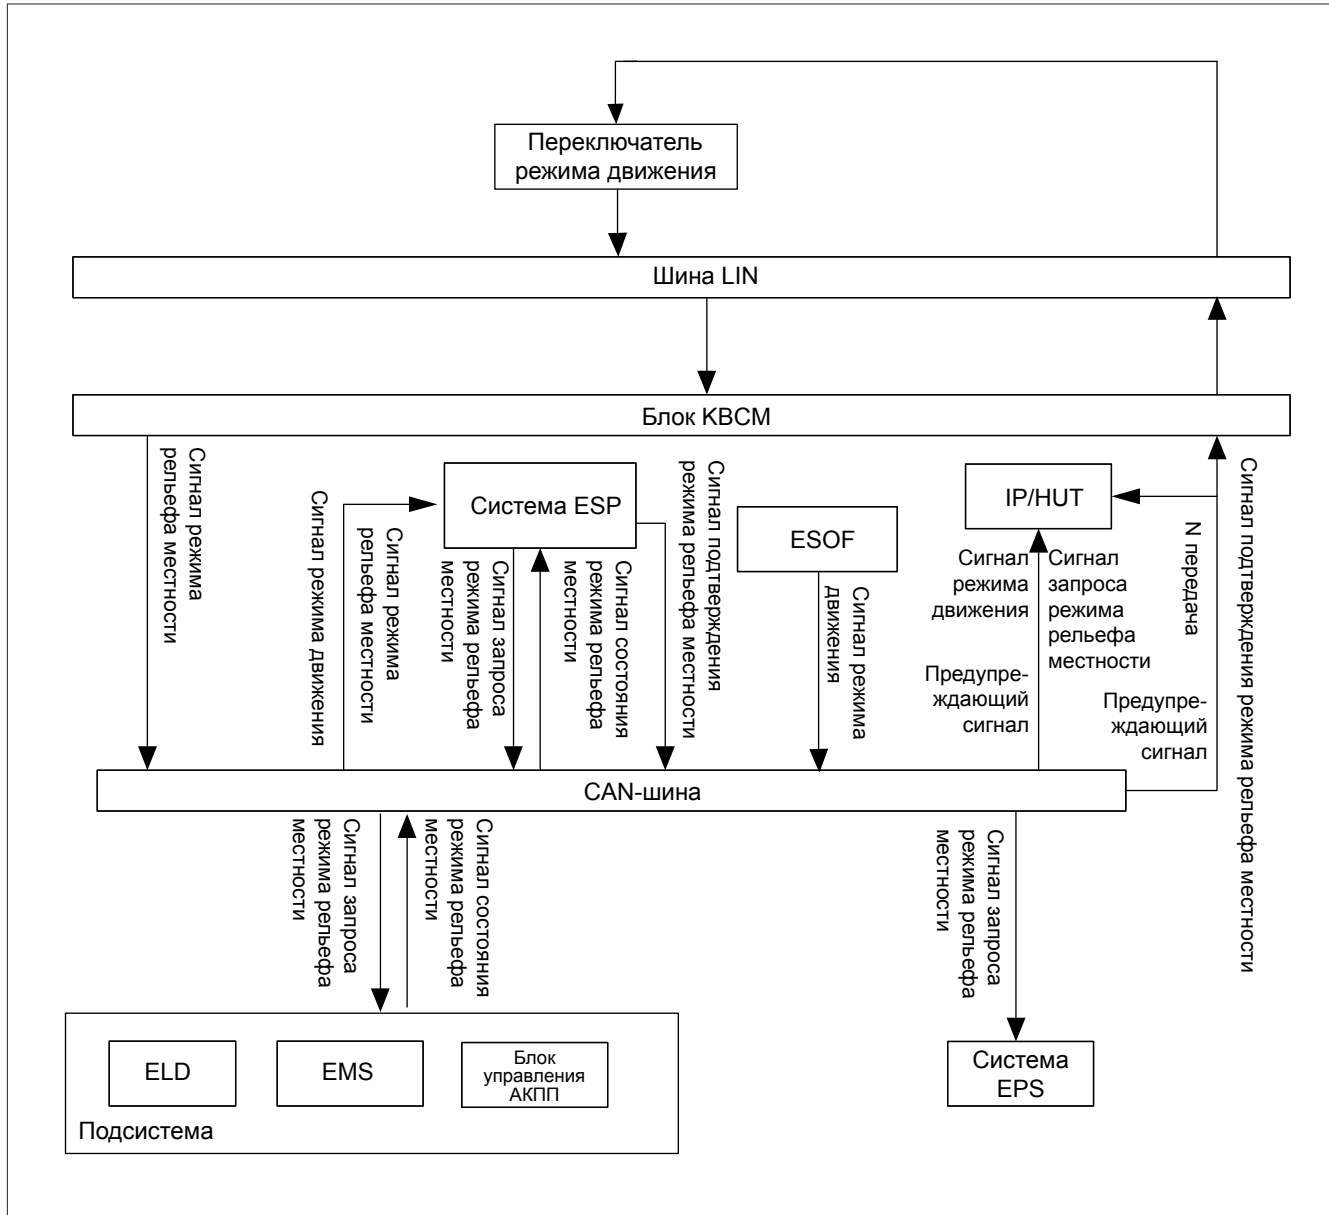 Переключатель
режима движения
Шина LIN
Блок KBCM
Сигнал режима
рельефа местности
Сигнал режима движения
Сигнал режима
рельефа местности
Система ESP
Сигнал запроса
режима рельефа
местности
Сигнал состояния
режима рельефа
местности
Сигнал подтверждения
режима рельефа местности
ESOF
Сигнал режима
движения
IP/HUT
Сигнал
режима
движения
Предупре-
ждающий
сигнал
Сигнал
запроса
режима
рельефа
местности
N передача
Предупре-
ждающий
сигнал
Сигнал подтверждения режима рельефа местности
CAN-шина
Сигнал запроса
режима рельефа
местности
Сигнал состояния
режима рельефа
местности
Сигнал запроса
режима рельефа
местности
ELD
EMS
Блок
управления
АКПП
Подсистема
Система
EPS